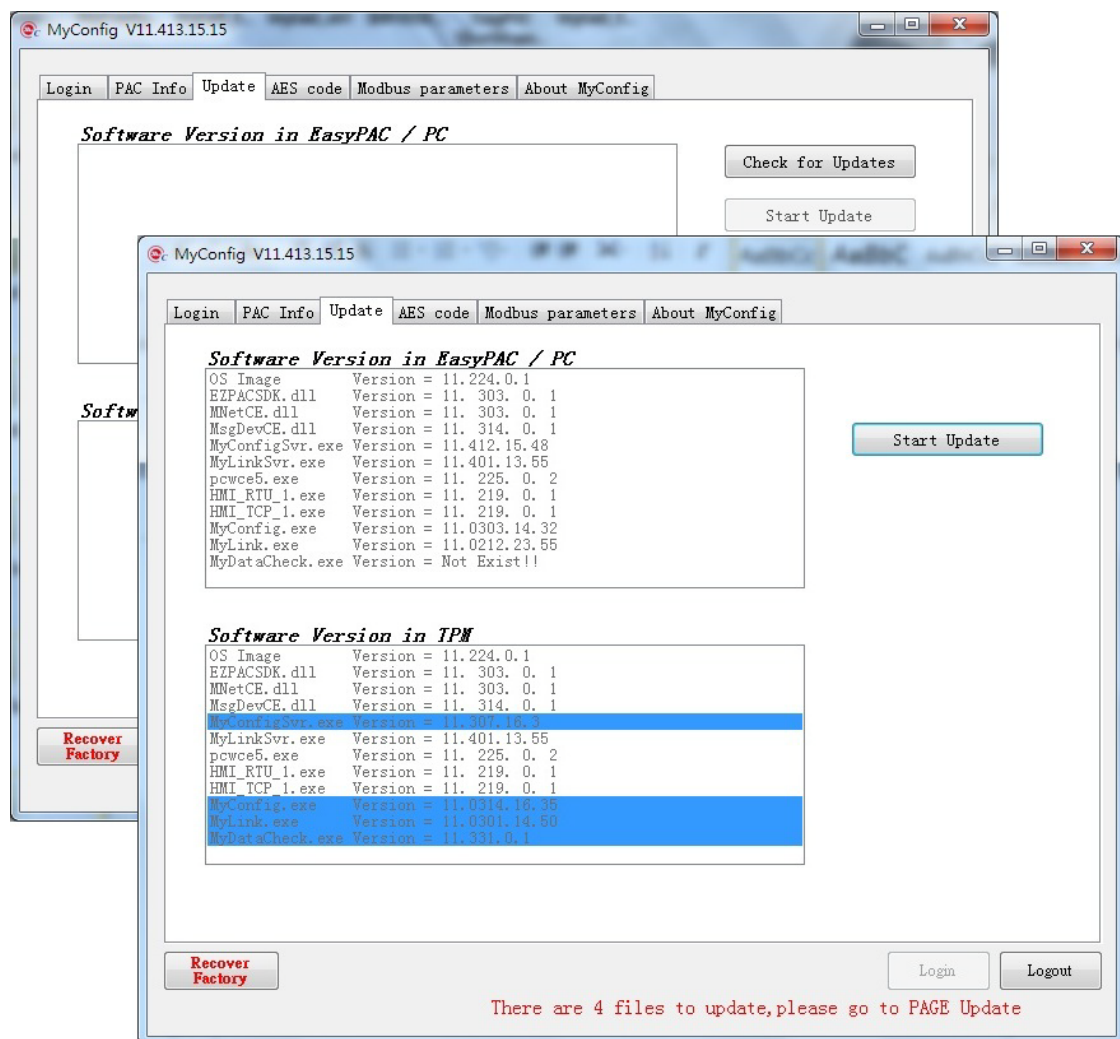 MyConfig V11.413.15.15
Login PAC Info Update AES code Modbus parameters About MyConfig
Software Version in EasyPAC / PC
Check for Updates
Start Update
Softw
Recover
Factory
MyConfig V11.413.15.15
Login PAC Info Update AES code Modbus parameters About MyConfig
Software Version in EasyPAC / PC
OS Image Version = 11.224.0.1
EZPACSDK.dll Version = 11. 303. 0. 1
MNetCE.dll Version = 11. 303. 0. 1
MsgDevCE.dll Version = 11. 314. 0. 1
MyConfigSvr.exe Version = 11.412.15.48
MyLinkSvr.exe Version = 11.401.13.55
pcwce5.exe Version = 11. 225. 0. 2
HMI_RTU_1.exe Version = 11. 219. 0. 1
HMI_TCP_1.exe Version = 11. 219. 0. 1
MyConfig.exe Version = 11.0303.14.32
MyLink.exe Version = 11.0212.23.55
MyDataCheck.exe Version = Not Exist!!
Start Update
Software Version in TPM
OS Image Version = 11.224.0.1
EZPACSDK.dll Version = 11. 303. 0. 1
MNetCE.dll Version = 11. 303. 0. 1
MsgDevCE.dll Version = 11. 314. 0. 1
MyConfigSvr.exe Version = 11.307.16.3
MyLinkSvr.exe Version = 11.401.13.55
pcwce5.exe Version = 11. 225. 0. 2
HMI_RTU_1.exe Version = 11. 219. 0. 1
HMI_TCP_1.exe Version = 11. 219. 0. 1
MyConfig.exe Version = 11.0314.16.35
MyLink.exe Version = 11.0301.14.50
MyDataCheck.exe Version = 11.331.0.1
Recover
Factory
Login
Logout
There are 4 files to update,please go to PAGE Update